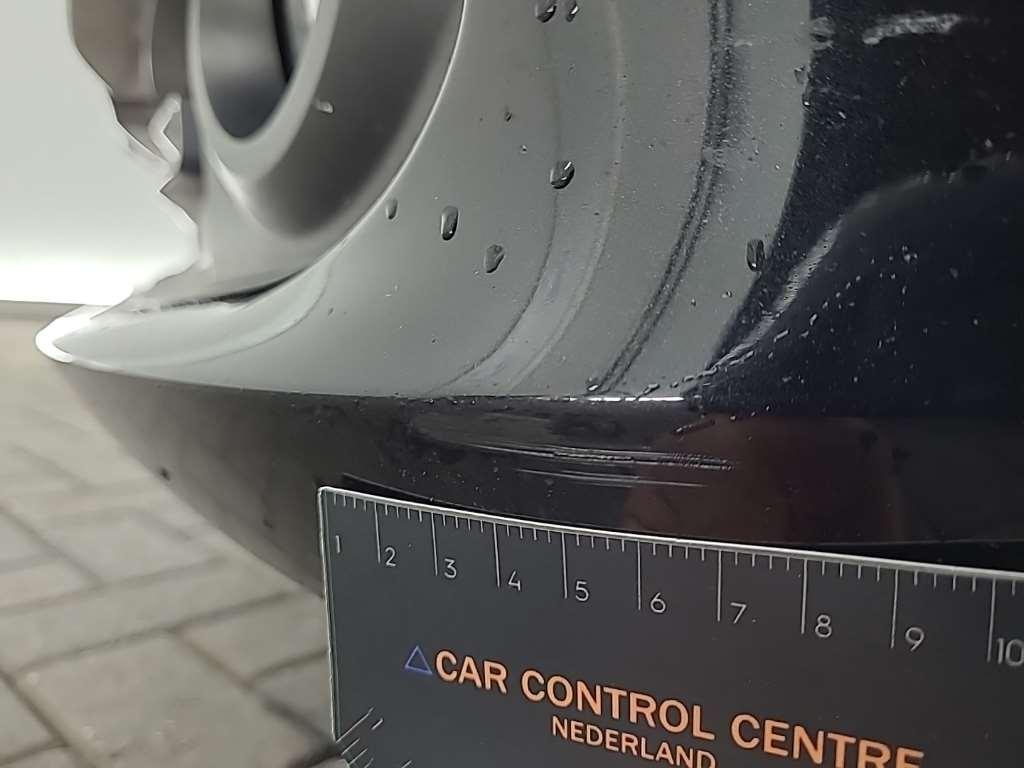 1 2 3 4 5 6 7 8 9 10
CAR CONTROL CENTRE
NEDERLAND